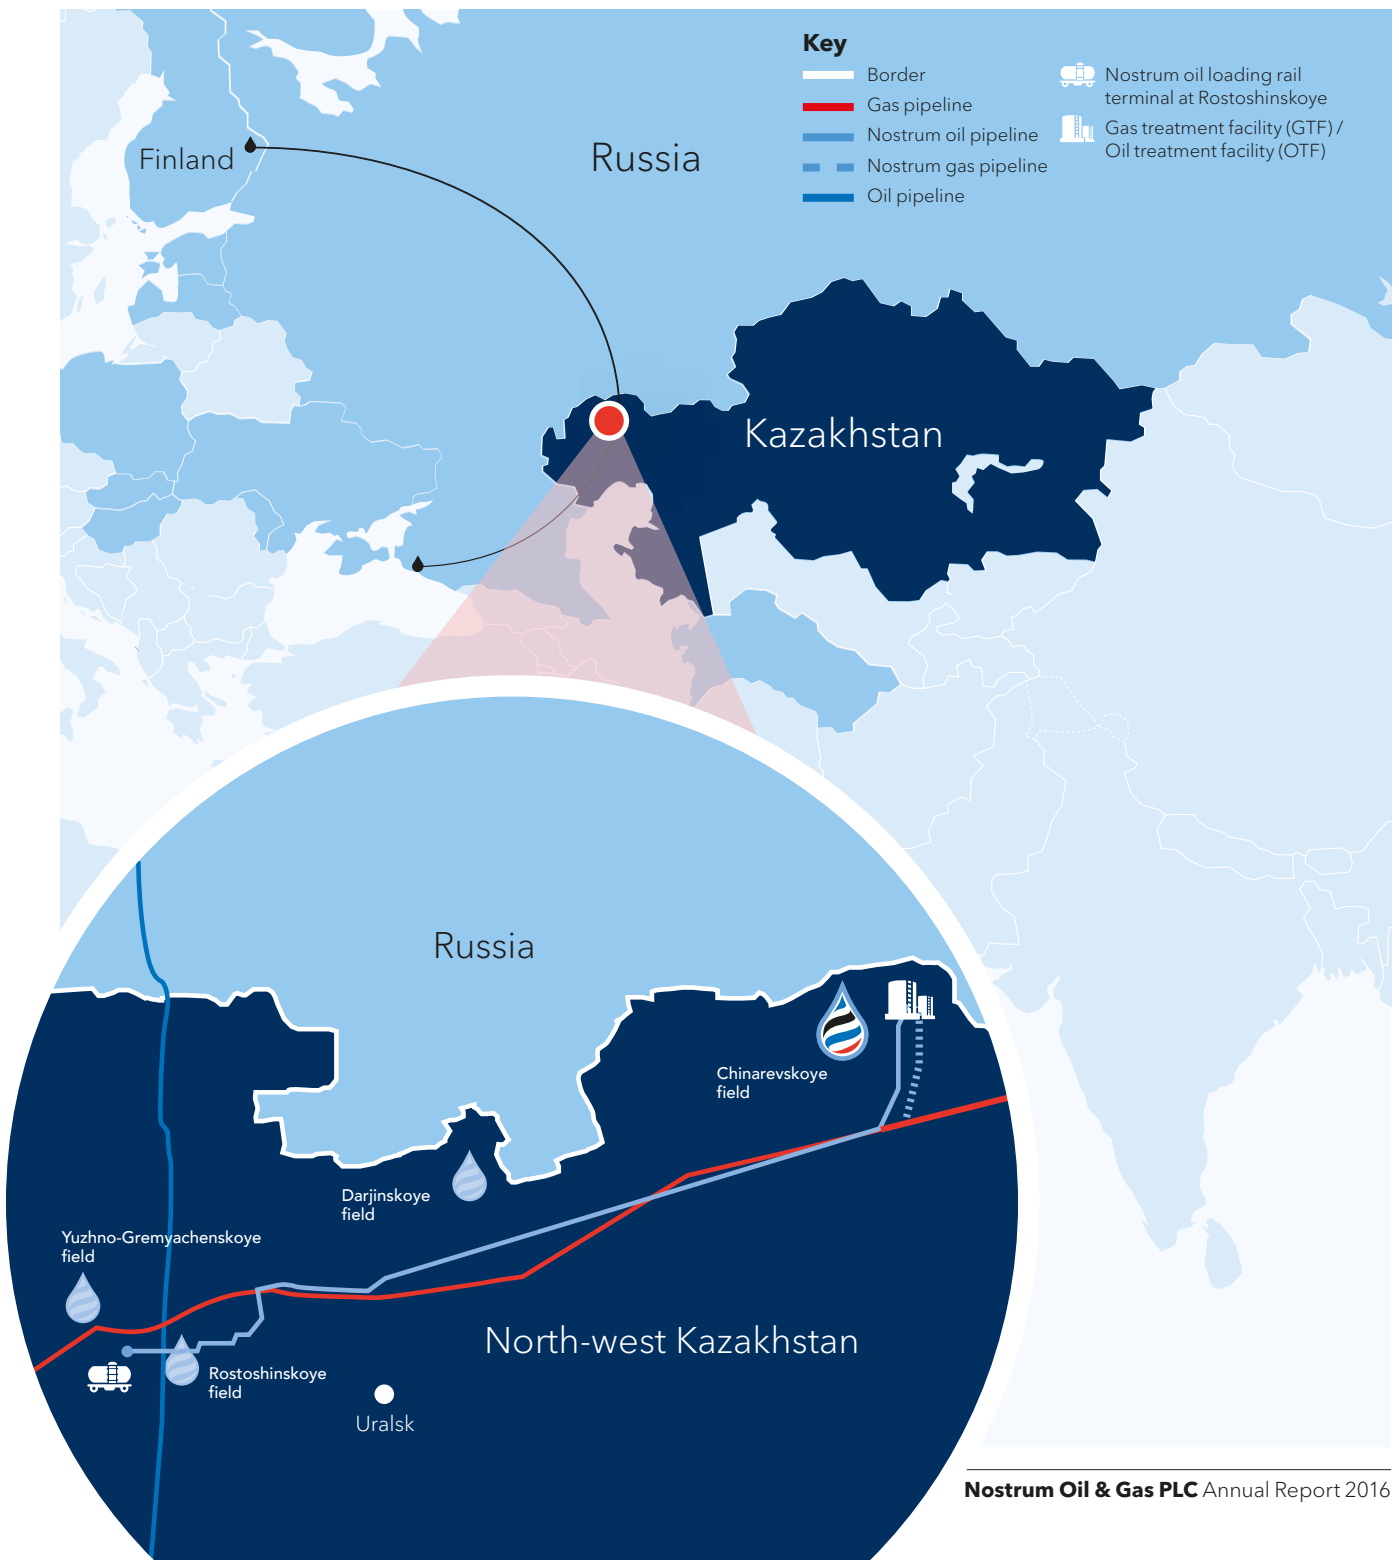 Key
Border
Gas pipeline
Nostrum oil pipeline
Nostrum gas pipeline
Oil pipeline
Nostrum oil loading rail
terminal at Rostoshinskoye
Gas treatment facility (GTF) /
Oil treatment facility (OTF)
Finland
Russia
Kazakhstan
Russia
Chinarevskoye
field
Darjinskoye
field
Yuzhno-Gremyachenskoye
field
North-west Kazakhstan
Rostoshinskoye
field
Uralsk
Nostrum Oil & Gas PLC Annual Report 2016